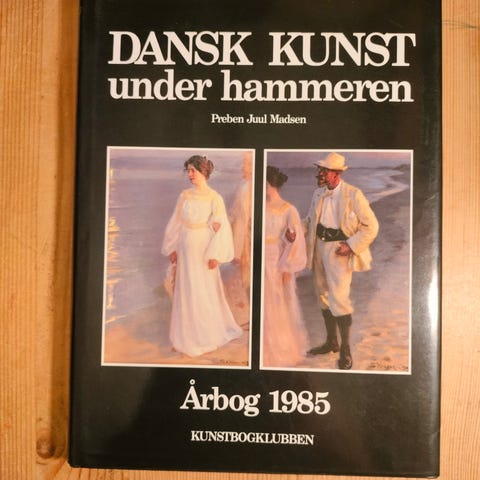 DANSK KUNST
under hammeren
Preben Juul Madsen
Årbog 1985
KUNSTBOGKLUBBEN